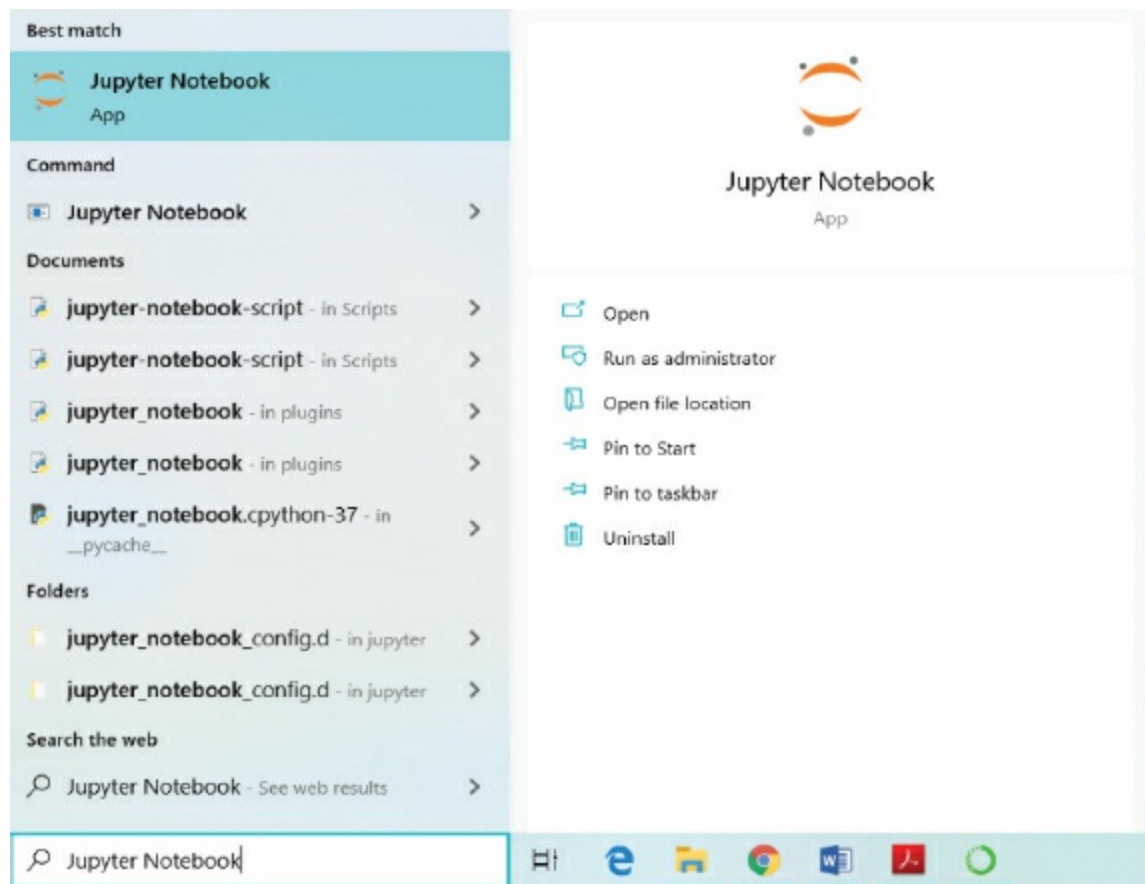 Best match
Jupyter Notebook
App
Command
Jupyter Notebook
Documents
jupyter-notebook-script - in Scripts
jupyter-notebook-script - in Scripts
jupyter_notebook - in plugins
jupyter_notebook - in plugins
jupyter_notebook.cpython-37 - in
__pycache__
Folders
jupyter_notebook_config.d - in jupyter
jupyter_notebook_config.d - in jupyter
Search the web
Jupyter Notebook - See web results
Jupyter Notebook
Jupyter Notebook
App
Open
Run as administrator
Open file location
Pin to Start
Pin to taskbar
Uninstall